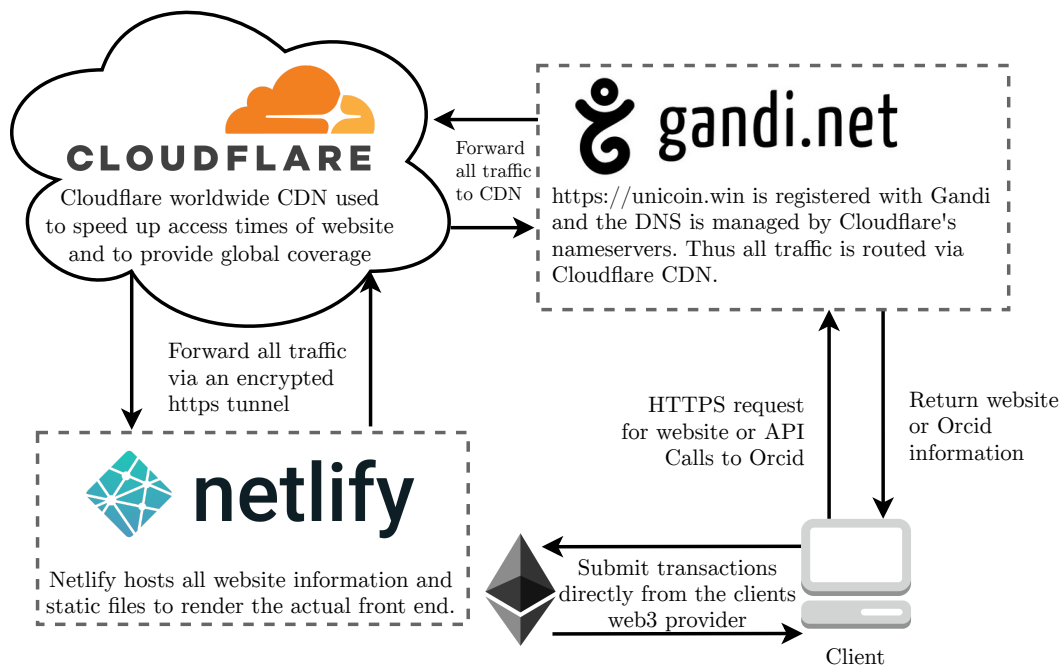 CLOUDFLARE
Cloudflare worldwide CDN used
to speed up access times of website
and to provide global coverage
Forward
all traffic
to CDN
gandi.net
https://unicoin.win is registered with Gandi
and the DNS is managed by Cloudflare's
nameservers. Thus all traffic is routed via
Cloudflare CDN.
Forward all traffic
via an encrypted
https tunnel
HTTPS request
for website or API
Calls to Orcid
Return website
or Orcid
information
netlify
Netlify hosts all website information and
static files to render the actual front end.
Submit transactions
directly from the clients
web3 provider
Client